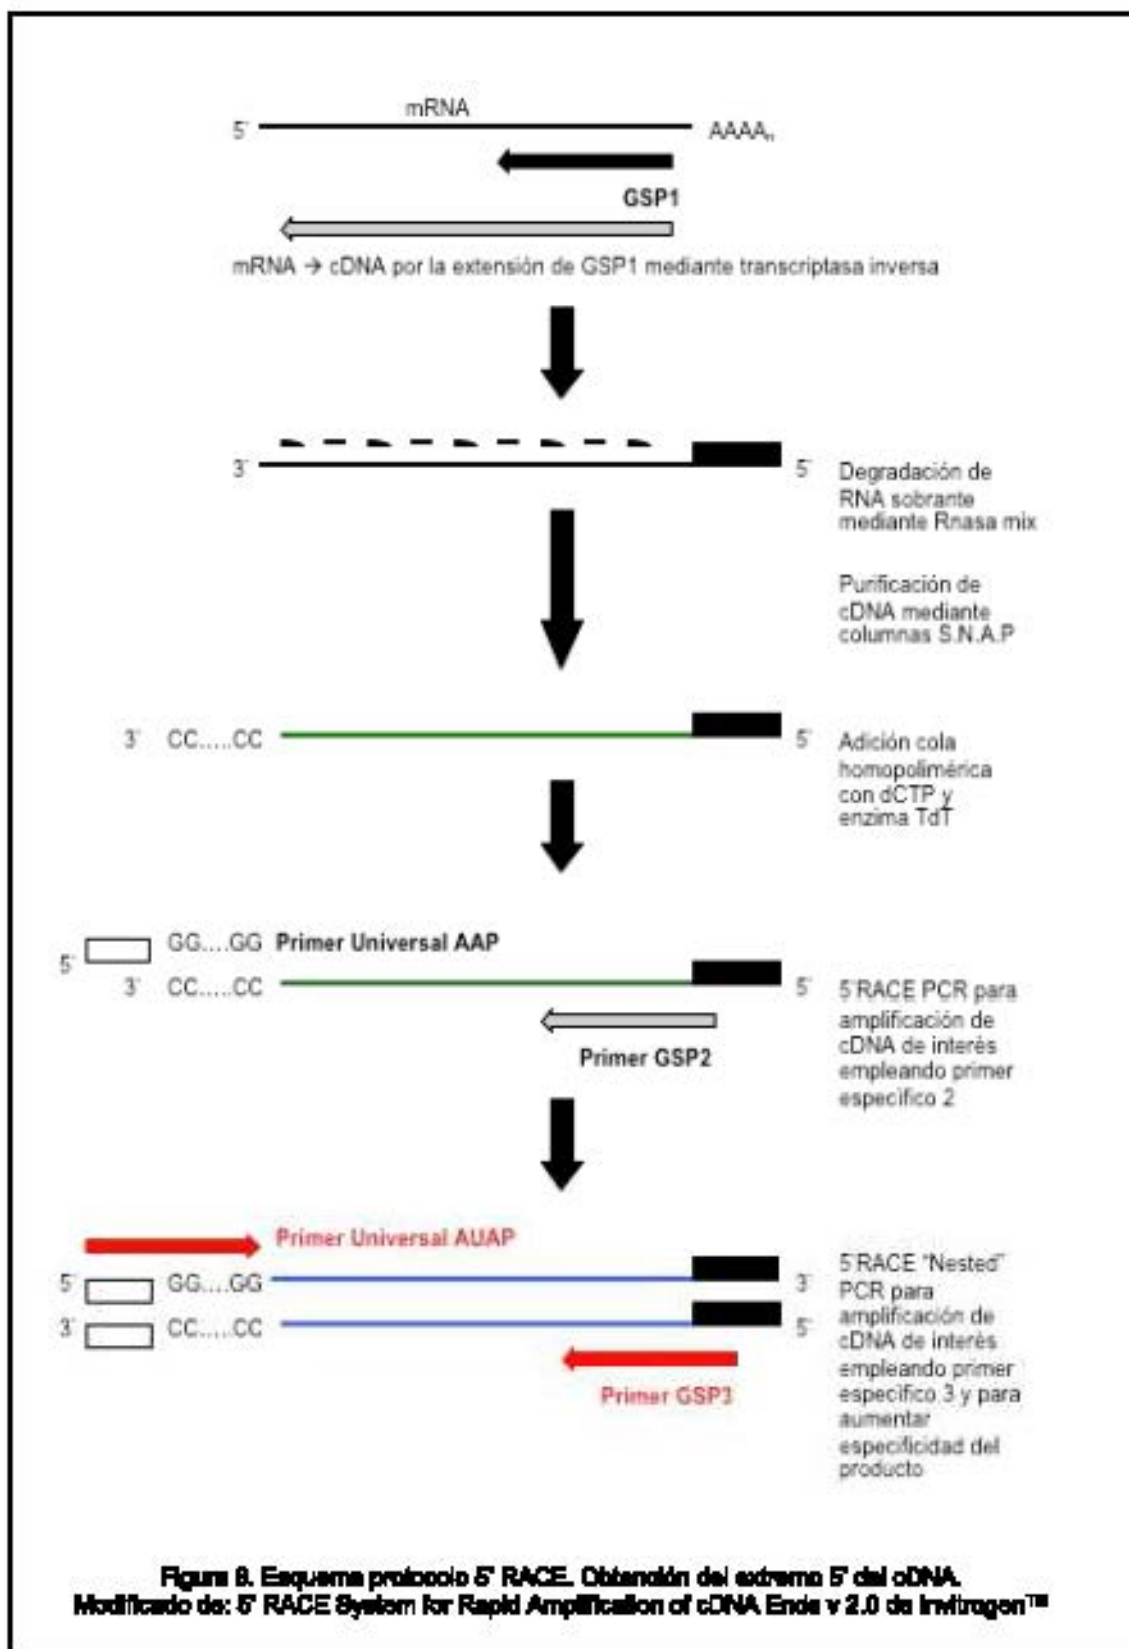 mRNA
5´ AAAAn
GSP1
mRNA → cDNA por la extensión de GSP1 mediante transcriptasa inversa
3´ 5´
Degradación de
RNA sobrante
mediante Rnasa mix
Purificación de
cDNA mediante
columnas S.N.A.P
3´ CC.....CC 5´
Adición cola
homopolimérica
con dCTP y
enzima TdT
5´ GG....GG Primer Universal AAP
3´ CC.....CC 5´
Primer GSP2
5´RACE PCR para
amplificación de
cDNA de interés
empleando primer
específico 2
Primer Universal AUAP
5´ GG....GG 3´
3´ CC.....CC 5´
Primer GSP3
5´RACE "Nested"
PCR para
amplificación de
cDNA de interés
empleando primer
específico 3 y para
aumentar
especificidad del
producto
Figura 6. Esquema protocolo 5' RACE. Obtención del extremo 5' del cDNA.
Modificado de: 5' RACE System for Rapid Amplification of cDNA Ends v 2.0 de Invitrogen™